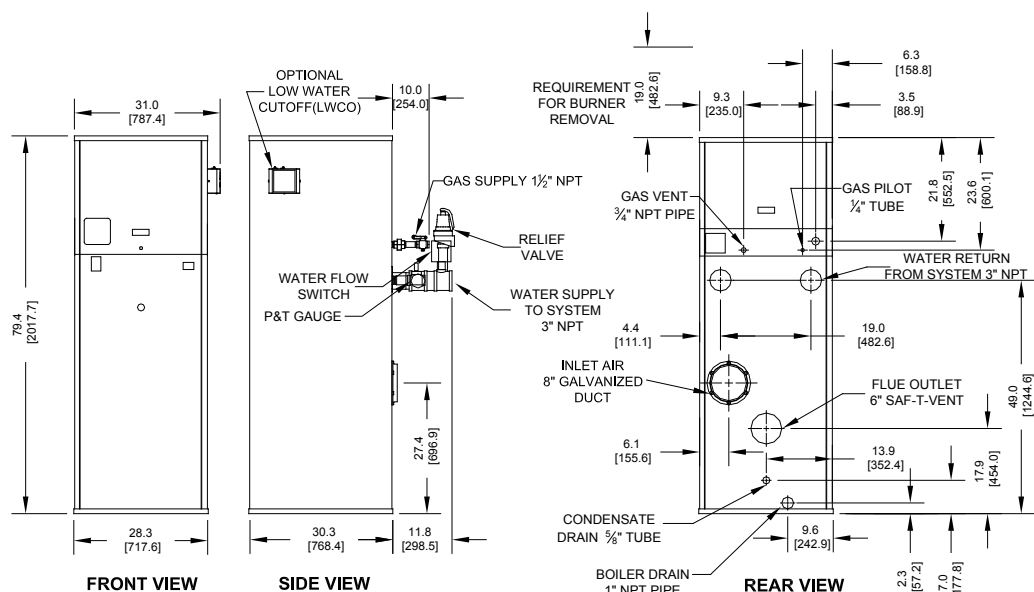 31.0
[787.4]
79.4
[2017.7]
28.3
[717.6]
FRONT VIEW
OPTIONAL
LOW WATER
CUTOFF(LWCO)
10.0
[254.0]
GAS SUPPLY 1½" NPT
RELIEF
VALVE
WATER FLOW
SWITCH
P&T GAUGE
WATER SUPPLY
TO SYSTEM
3" NPT
27.4
[696.9]
30.3
[768.4]
11.8
[298.5]
SIDE VIEW
19.0
[482.6]
REQUIREMENT
FOR BURNER
REMOVAL
6.3
[158.8]
9.3
[235.0]
3.5
[88.9]
21.8
[552.5]
23.6
[600.1]
GAS VENT
¾" NPT PIPE
GAS PILOT
¼" TUBE
WATER RETURN
FROM SYSTEM 3" NPT
4.4
[111.1]
19.0
[482.6]
INLET AIR
8" GALVANIZED
DUCT
FLUE OUTLET
6" SAF-T-VENT
49.0
[1244.6]
6.1
[155.6]
13.9
[352.4]
17.9
[454.0]
CONDENSATE
DRAIN ⅝" TUBE
9.6
[242.9]
BOILER DRAIN
1" NPT PIPE
2.3
[57.2]
7.0
[177.8]
REAR VIEW